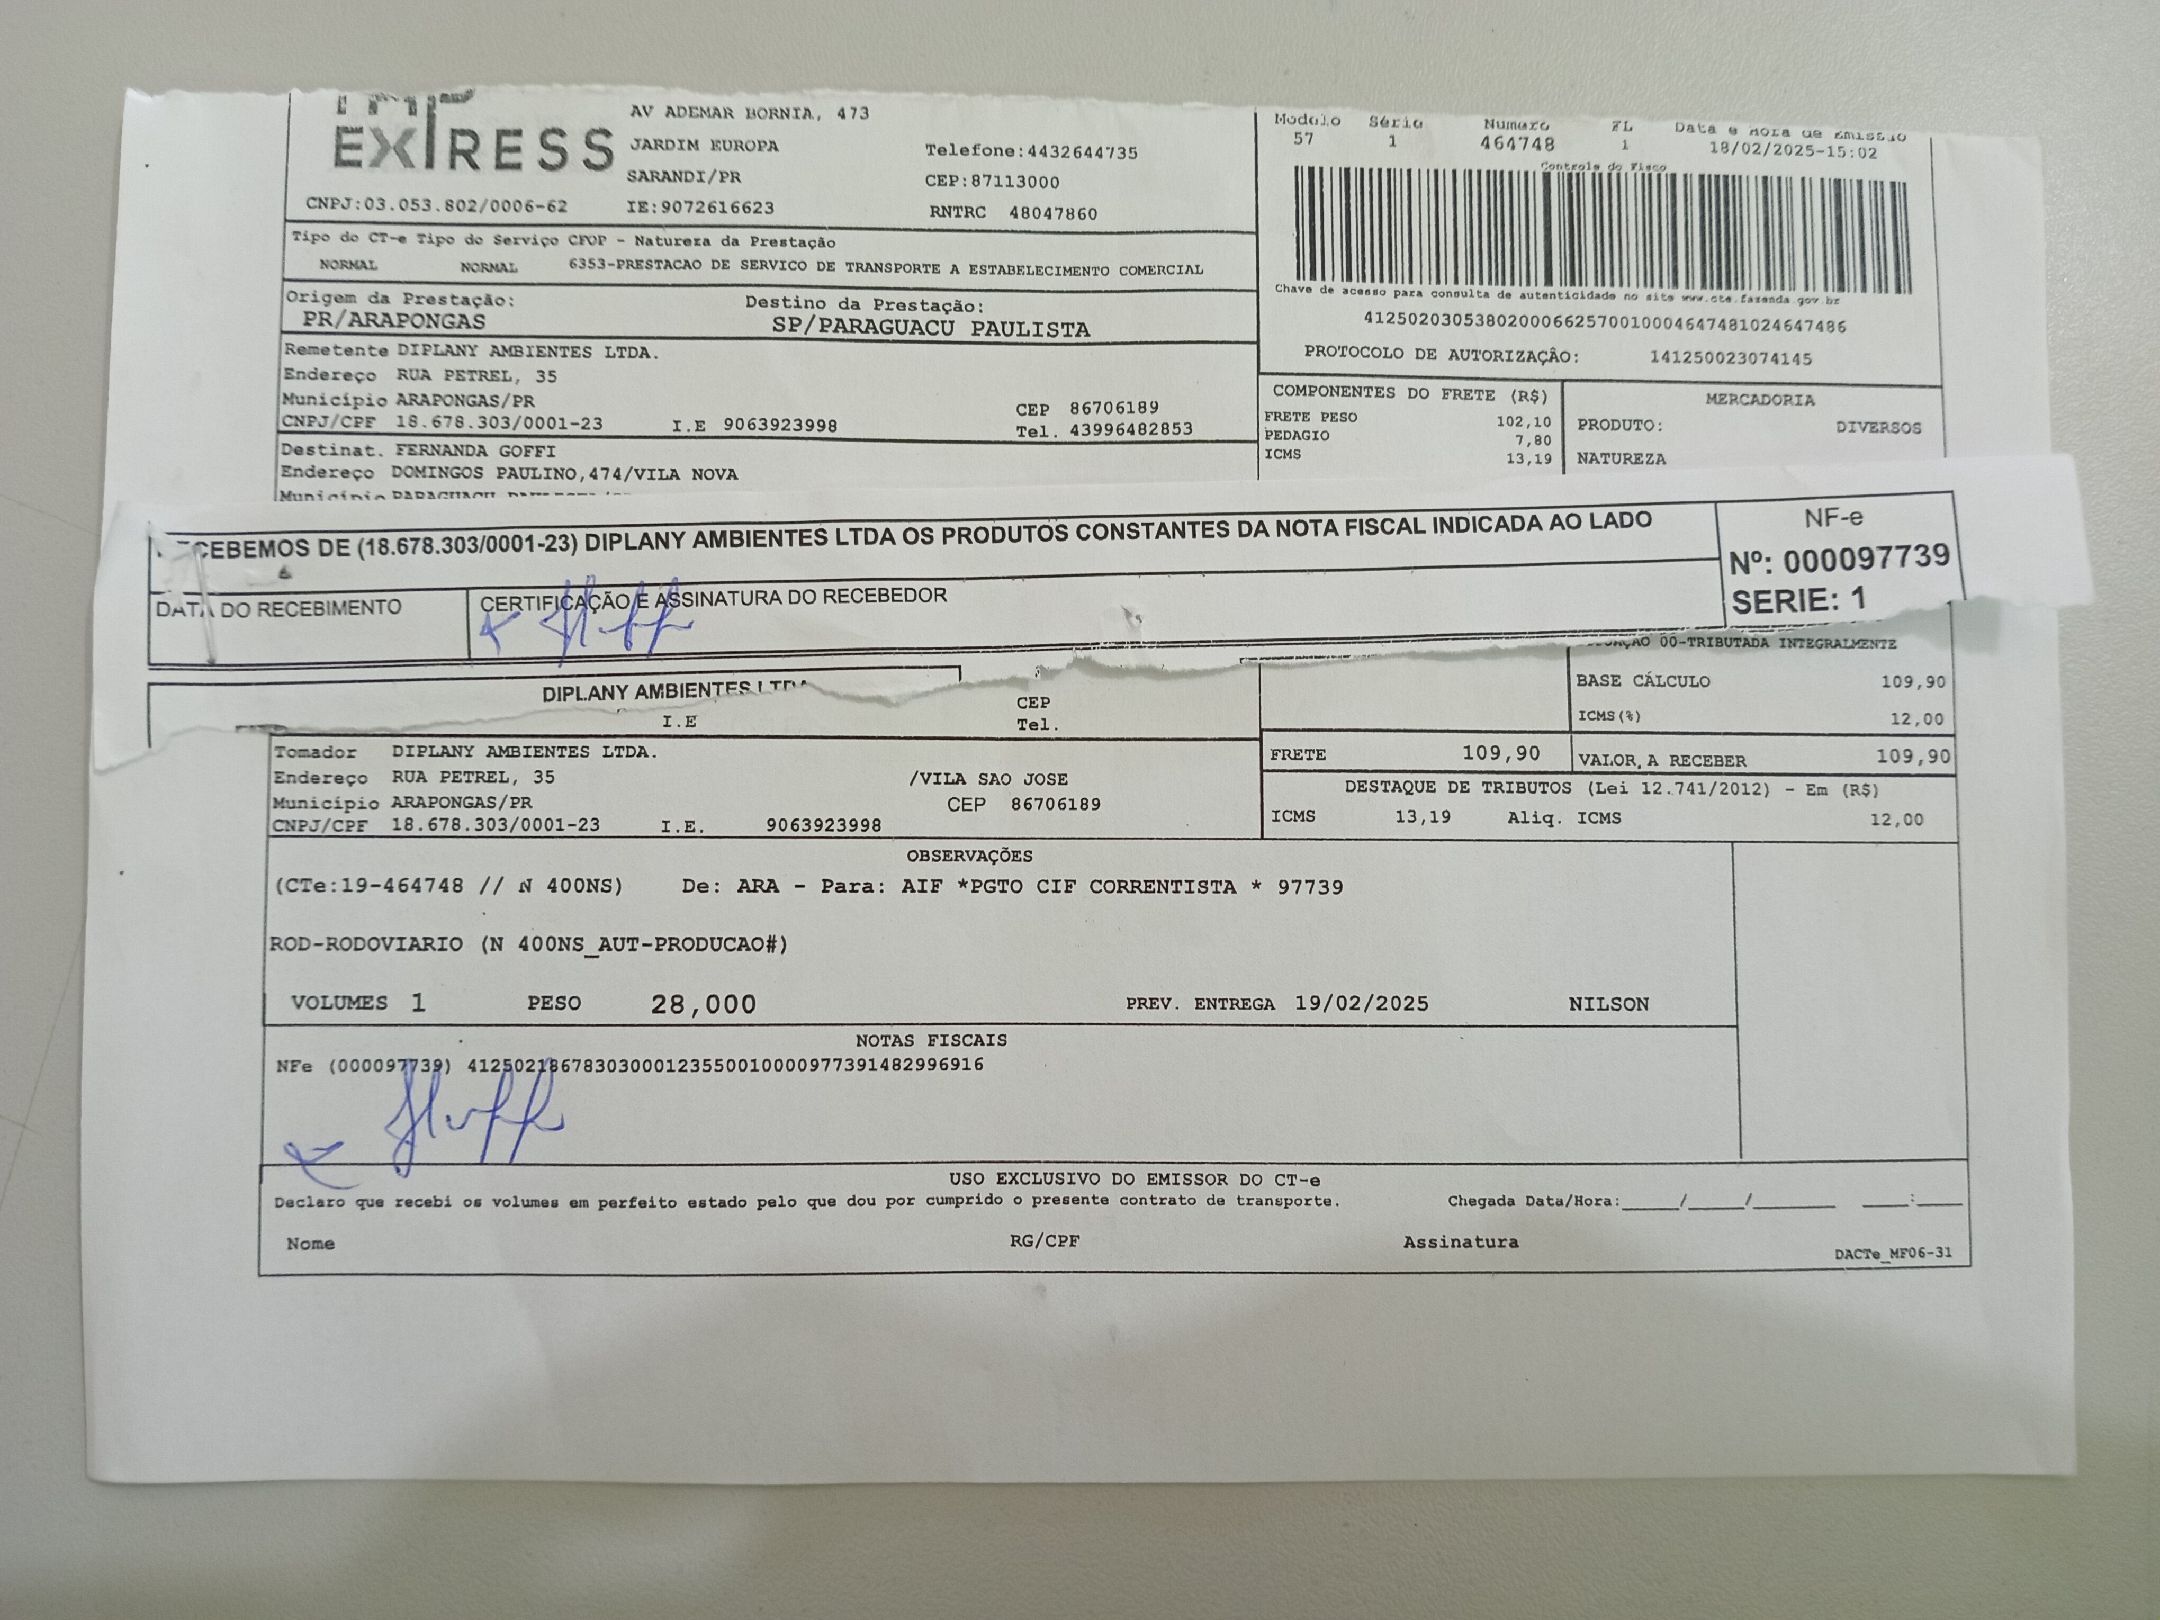 EXPRESS
AV ADEMAR BORNIA, 473
JARDIM EUROPA
SARANDI/PR
Telefone:4432644735
CEP:87113000
CNPJ:03.053.802/0006-62 IE:9072616623 RNTRC 48047860
Modelo Série Numero FL Data e Hora de Emissão
57 1 464748 1 18/02/2025-15:02
Controle do Fisco
Chave de acesso para consulta de autenticidade no site www.cte.fazenda.gov.br
41250203053802000662570010004647481024647486
PROTOCOLO DE AUTORIZAÇÂO: 141250023074145
Tipo do CT-e Tipo do Serviço CFOP - Natureza da Prestação
NORMAL NORMAL 6353-PRESTACAO DE SERVICO DE TRANSPORTE A ESTABELECIMENTO COMERCIAL
Origem da Prestação: Destino da Prestação:
PR/ARAPONGAS SP/PARAGUACU PAULISTA
Remetente DIPLANY AMBIENTES LTDA.
Endereço RUA PETREL, 35
Município ARAPONGAS/PR CEP 86706189
CNPJ/CPF 18.678.303/0001-23 I.E 9063923998 Tel. 43996482853
Destinat. FERNANDA GOFFI
Endereço DOMINGOS PAULINO,474/VILA NOVA
Município PARAGUACU
COMPONENTES DO FRETE (R$) MERCADORIA
FRETE PESO 102,10 PRODUTO: DIVERSOS
PEDAGIO 7,80
ICMS 13,19 NATUREZA
CEBEMOS DE (18.678.303/0001-23) DIPLANY AMBIENTES LTDA OS PRODUTOS CONSTANTES DA NOTA FISCAL INDICADA AO LADO
NF-e
Nº: 000097739
SERIE: 1
DATA DO RECEBIMENTO CERTIFICAÇÃO E ASSINATURA DO RECEBEDOR
DIPLANY AMBIENTES LTDA
I.E
CEP
Tel.
00-TRIBUTADA INTEGRALMENTE
BASE CÁLCULO 109,90
ICMS(%) 12,00
Tomador DIPLANY AMBIENTES LTDA.
Endereço RUA PETREL, 35 /VILA SAO JOSE
Município ARAPONGAS/PR CEP 86706189
CNPJ/CPF 18.678.303/0001-23 I.E. 9063923998
FRETE 109,90 VALOR A RECEBER 109,90
DESTAQUE DE TRIBUTOS (Lei 12.741/2012) - Em (R$)
ICMS 13,19 Aliq. ICMS 12,00
OBSERVAÇÕES
(CTe:19-464748 // N 400NS) De: ARA - Para: AIF *PGTO CIF CORRENTISTA * 97739
ROD-RODOVIARIO (N 400NS_AUT-PRODUCAO#)
VOLUMES 1 PESO 28,000 PREV. ENTREGA 19/02/2025 NILSON
NOTAS FISCAIS
NFe (000097739) 41250218678303000123550010000977391482996916
USO EXCLUSIVO DO EMISSOR DO CT-e
Declaro que recebi os volumes em perfeito estado pelo que dou por cumprido o presente contrato de transporte. Chegada Data/Hora:_____/_____/_______ ____:____
Nome RG/CPF Assinatura
DACTe_MF06-31